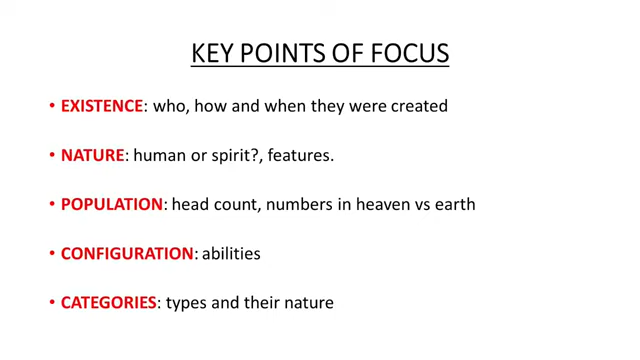 KEY POINTS OF FOCUS
• EXISTENCE: who, how and when they were created
• NATURE: human or spirit?, features.
• POPULATION: head count, numbers in heaven vs earth
• CONFIGURATION: abilities
• CATEGORIES: types and their nature